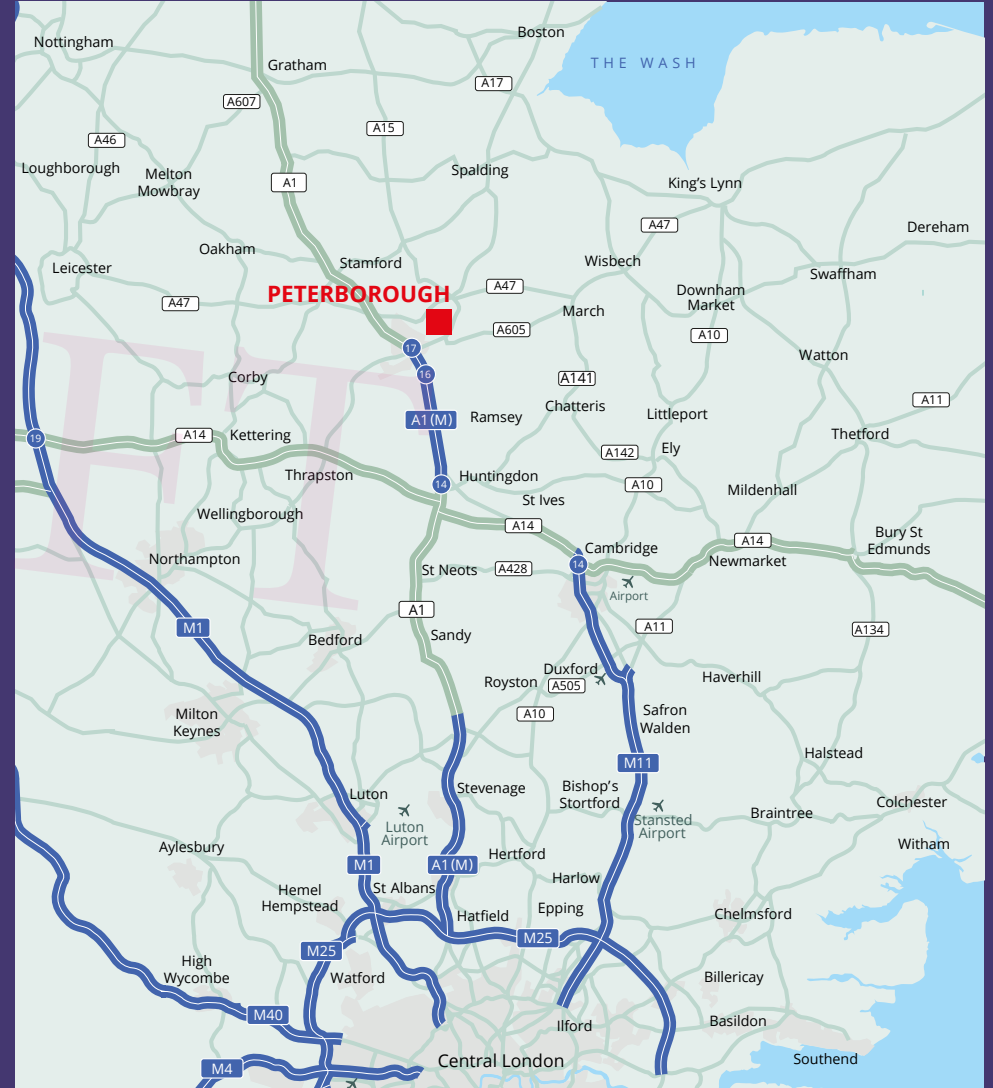 Boston
Nottingham
THE WASH
Gratham
A17
A607
A15
A46
Loughborough
Melton
Mowbray
Spalding
A1
King's Lynn
A47
Dereham
Oakham
Stamford
Wisbech
Leicester
Swaffham
PETERBOROUGH
A47
Downham
Market
A47
March
A605
A10
17
Watton
16
Corby
A141
A11
Chatteris
Littleport
A1(M)
Ramsey
19
A14
Kettering
Thetford
A142
Ely
Thrapston
14
Huntingdon
A10
Mildenhall
St Ives
Wellingborough
A14
Bury St
Edmunds
A14
Cambridge
Northampton
Newmarket
14
St Neots
A428
Airport
A1
M1
A11
A134
Bedford
Sandy
Duxford
Haverhill
Royston
A505
Milton
Keynes
A10
Safron
Walden
Halstead
M11
Luton
Stevenage
Bishop's
Stortford
Colchester
Luton
Airport
Stansted
Airport
Braintree
Aylesbury
Witham
Hertford
M1
A1(M)
Harlow
Hemel
Hempstead
St Albans
Epping
Chelmsford
Hatfield
M25
M25
High
Wycombe
Watford
Billericay
M40
Ilford
Basildon
Central London
Southend
M4
FT